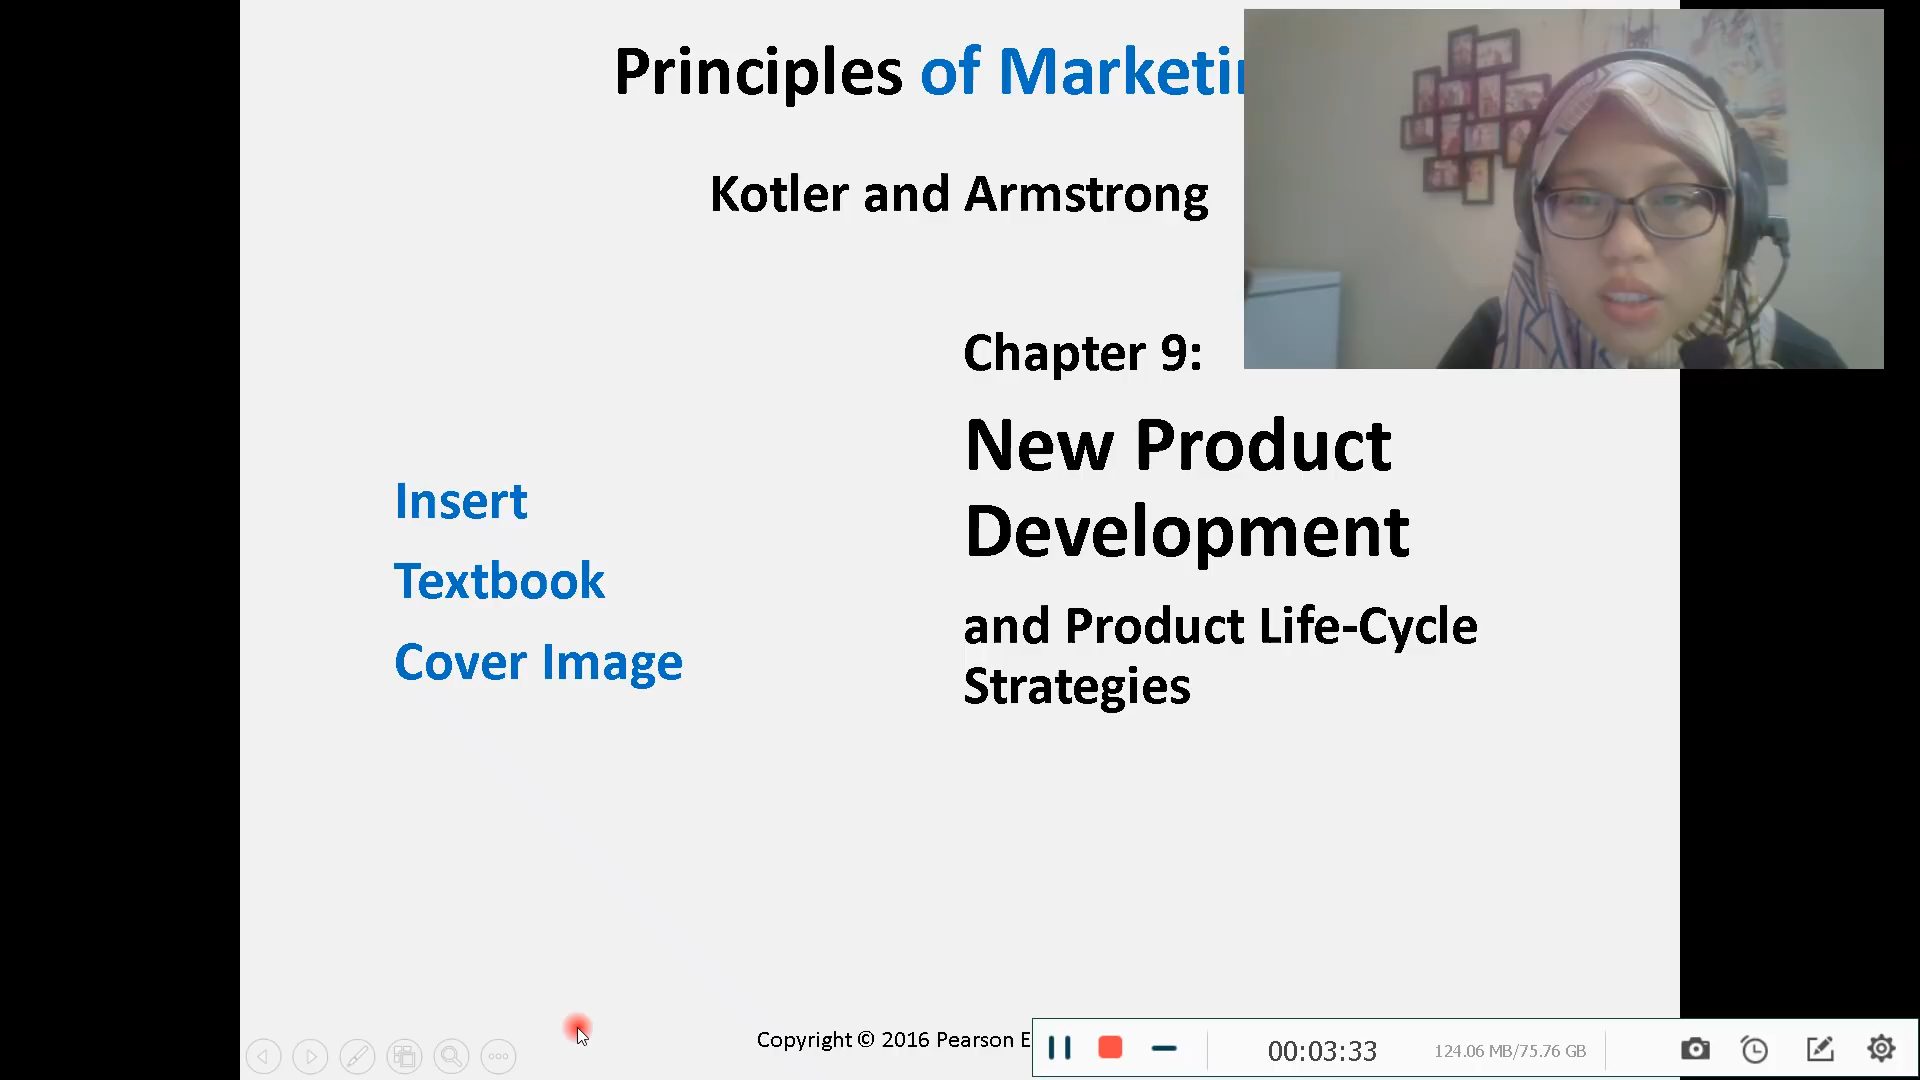 Principles of Marketin
Kotler and Armstrong
Chapter 9:
New Product
Development
and Product Life-Cycle
Strategies
Insert
Textbook
Cover Image
Copyright © 2016 Pearson E
00:03:33
124.06 MB/75.76 GB